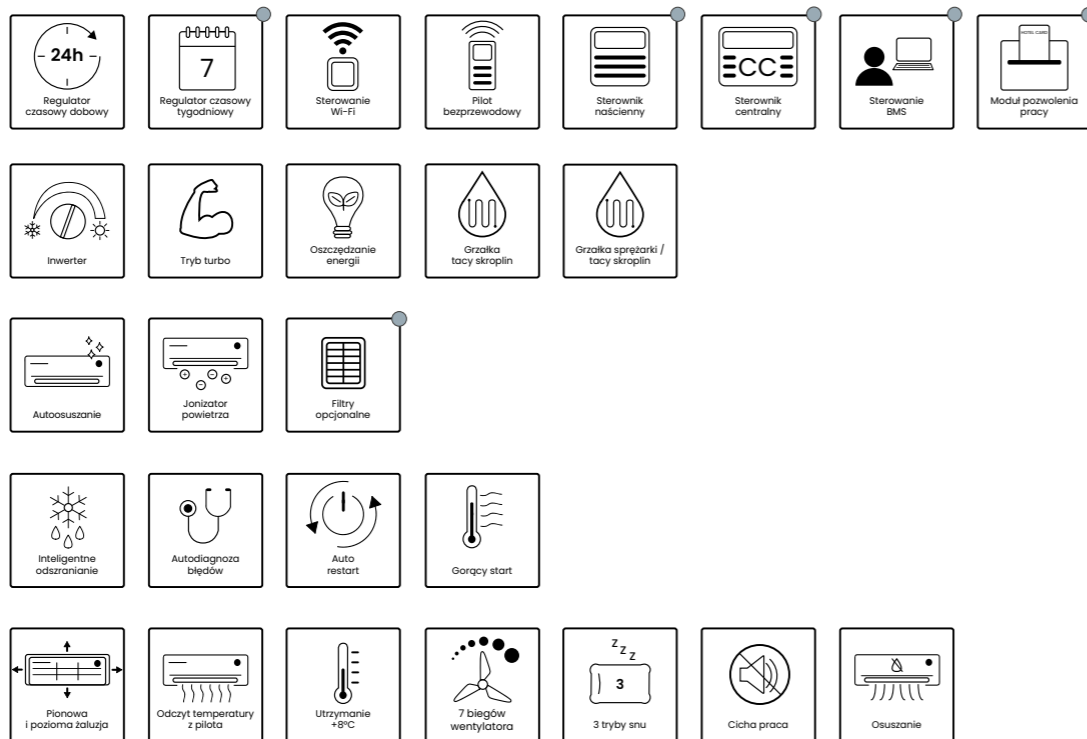 24h
Regulator
czasowy dobowy
7
Regulator czasowy
tygodniowy
Sterowanie
Wi-Fi
Pilot
bezprzewodowy
Sterownik
naścienny
CC
Sterownik
centralny
Sterowanie
BMS
HOTEL CARD
Moduł pozwolenia
pracy
Inwerter
Tryb turbo
Oszczędzanie
energii
Grzałka
tacy skroplin
Grzałka sprężarki /
tacy skroplin
Autoosuszanie
Jonizator
powietrza
Filtry
opcjonalne
Inteligentne
odszranianie
Autodiagnoza
błędów
Auto
restart
Gorący start
Pionowa
i pozioma żaluzja
Odczyt temperatury
z pilota
Utrzymanie
+8°C
7 biegów
wentylatora
z z z
3
3 tryby snu
Cicha praca
Osuszanie